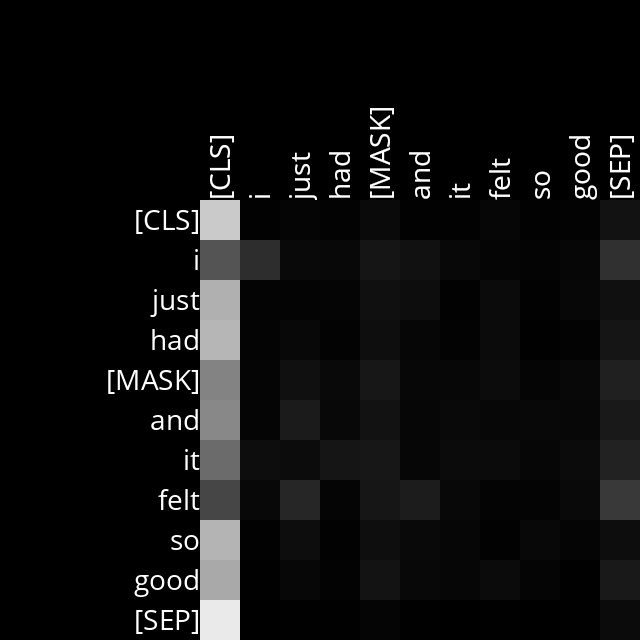 [CLS] i just had [MASK] and it felt so good [SEP]
[CLS]
i
just
had
[MASK]
and
it
felt
so
good
[SEP]